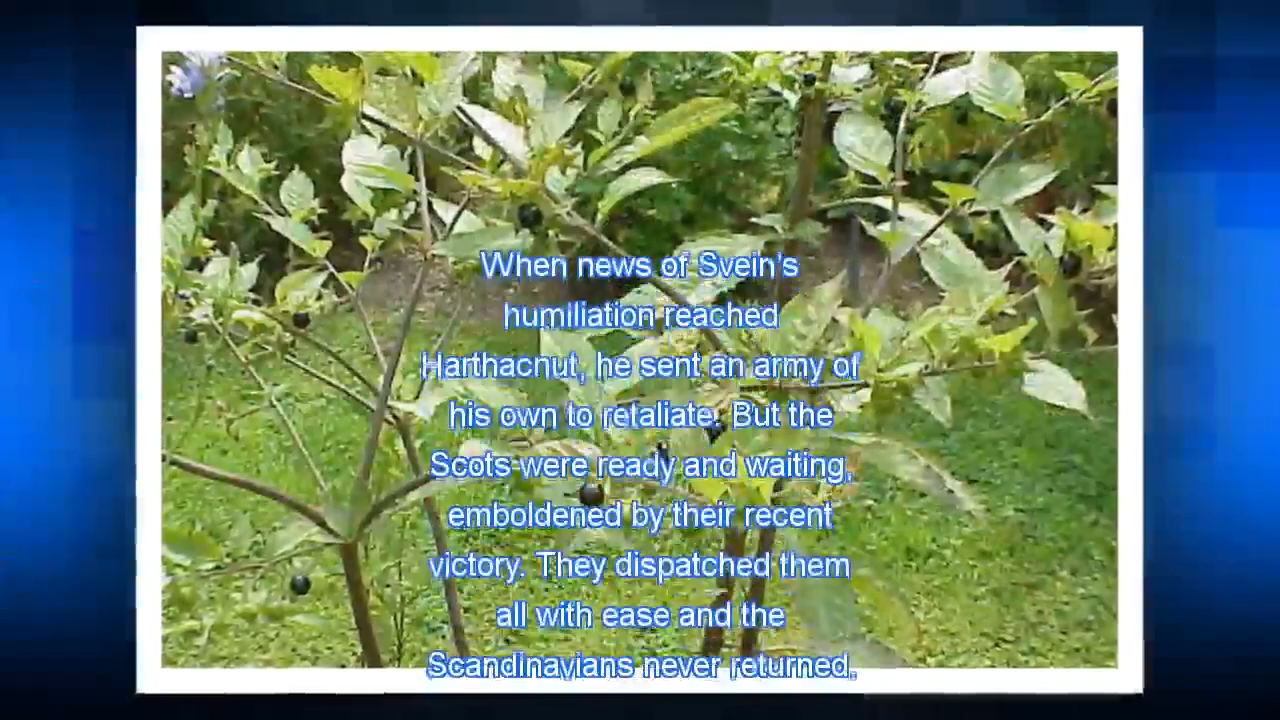 When news of Svein's
humiliation reached
Harthacnut, he sent an army of
his own to retaliate. But the
Scots were ready and waiting,
emboldened by their recent
victory. They dispatched them
all with ease and the
Scandinavians never returned.